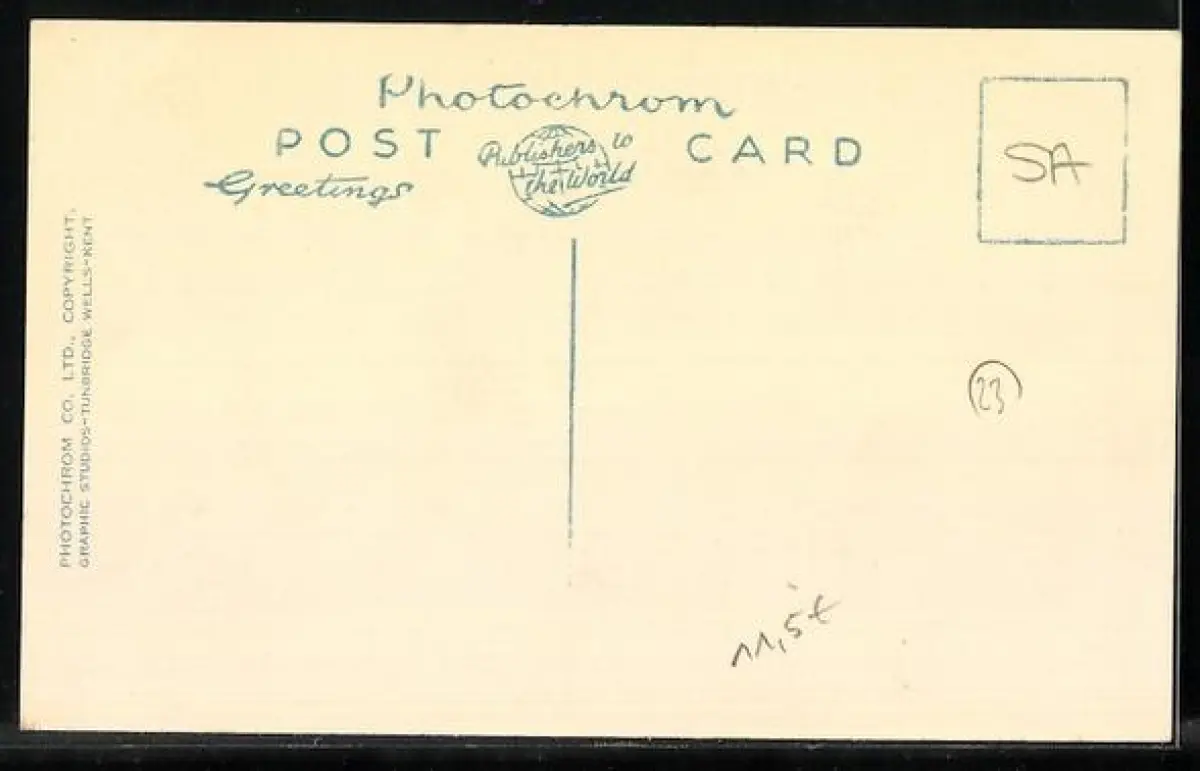 Photochrom
POST CARD
Publishers to
the World
Greetings
SA
PHOTOCHROM CO. LTD., COPYRIGHT,
GRAPHIC STUDIOS-TUNBRIDGE WELLS-KENT
23
11,5€